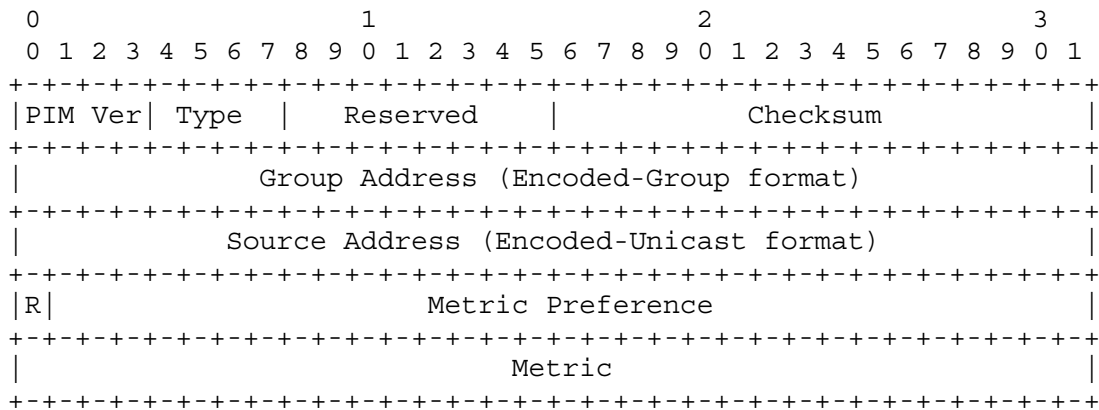 0                   1                   2                   3
 0 1 2 3 4 5 6 7 8 9 0 1 2 3 4 5 6 7 8 9 0 1 2 3 4 5 6 7 8 9 0 1
+-+-+-+-+-+-+-+-+-+-+-+-+-+-+-+-+-+-+-+-+-+-+-+-+-+-+-+-+-+-+-+-+
|PIM Ver| Type  |   Reserved    |           Checksum            |
+-+-+-+-+-+-+-+-+-+-+-+-+-+-+-+-+-+-+-+-+-+-+-+-+-+-+-+-+-+-+-+-+
|              Group Address (Encoded-Group format)             |
+-+-+-+-+-+-+-+-+-+-+-+-+-+-+-+-+-+-+-+-+-+-+-+-+-+-+-+-+-+-+-+-+
|            Source Address (Encoded-Unicast format)            |
+-+-+-+-+-+-+-+-+-+-+-+-+-+-+-+-+-+-+-+-+-+-+-+-+-+-+-+-+-+-+-+-+
|R|                      Metric Preference                      |
+-+-+-+-+-+-+-+-+-+-+-+-+-+-+-+-+-+-+-+-+-+-+-+-+-+-+-+-+-+-+-+-+
|                             Metric                            |
+-+-+-+-+-+-+-+-+-+-+-+-+-+-+-+-+-+-+-+-+-+-+-+-+-+-+-+-+-+-+-+-+